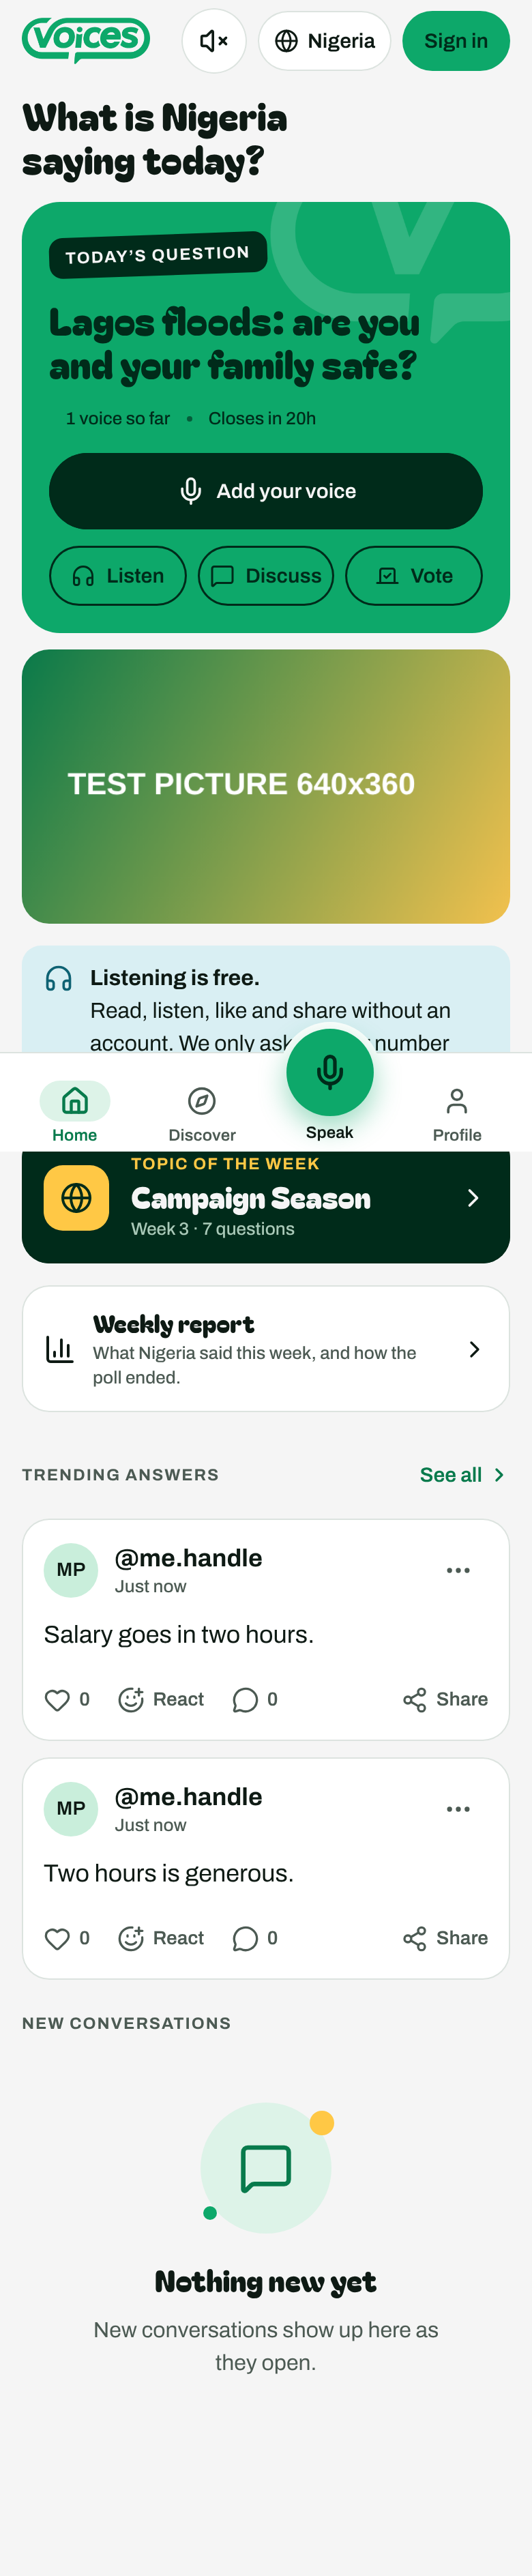 voices
Nigeria
Sign in
What is Nigeria
saying today?
TODAY’S QUESTION
Lagos floods: are you
and your family safe?
1 voice so far • Closes in 20h
Add your voice
Listen
Discuss
Vote
TEST PICTURE 640x360
Listening is free.
Read, listen, like and share without an
account. We only ask number
Home
Discover
Speak
Profile
TOPIC OF THE WEEK
Campaign Season
Week 3 · 7 questions
Weekly report
What Nigeria said this week, and how the
poll ended.
TRENDING ANSWERS
See all
MP
@me.handle
Just now
Salary goes in two hours.
0 React 0 Share
MP
@me.handle
Just now
Two hours is generous.
0 React 0 Share
NEW CONVERSATIONS
Nothing new yet
New conversations show up here as
they open.